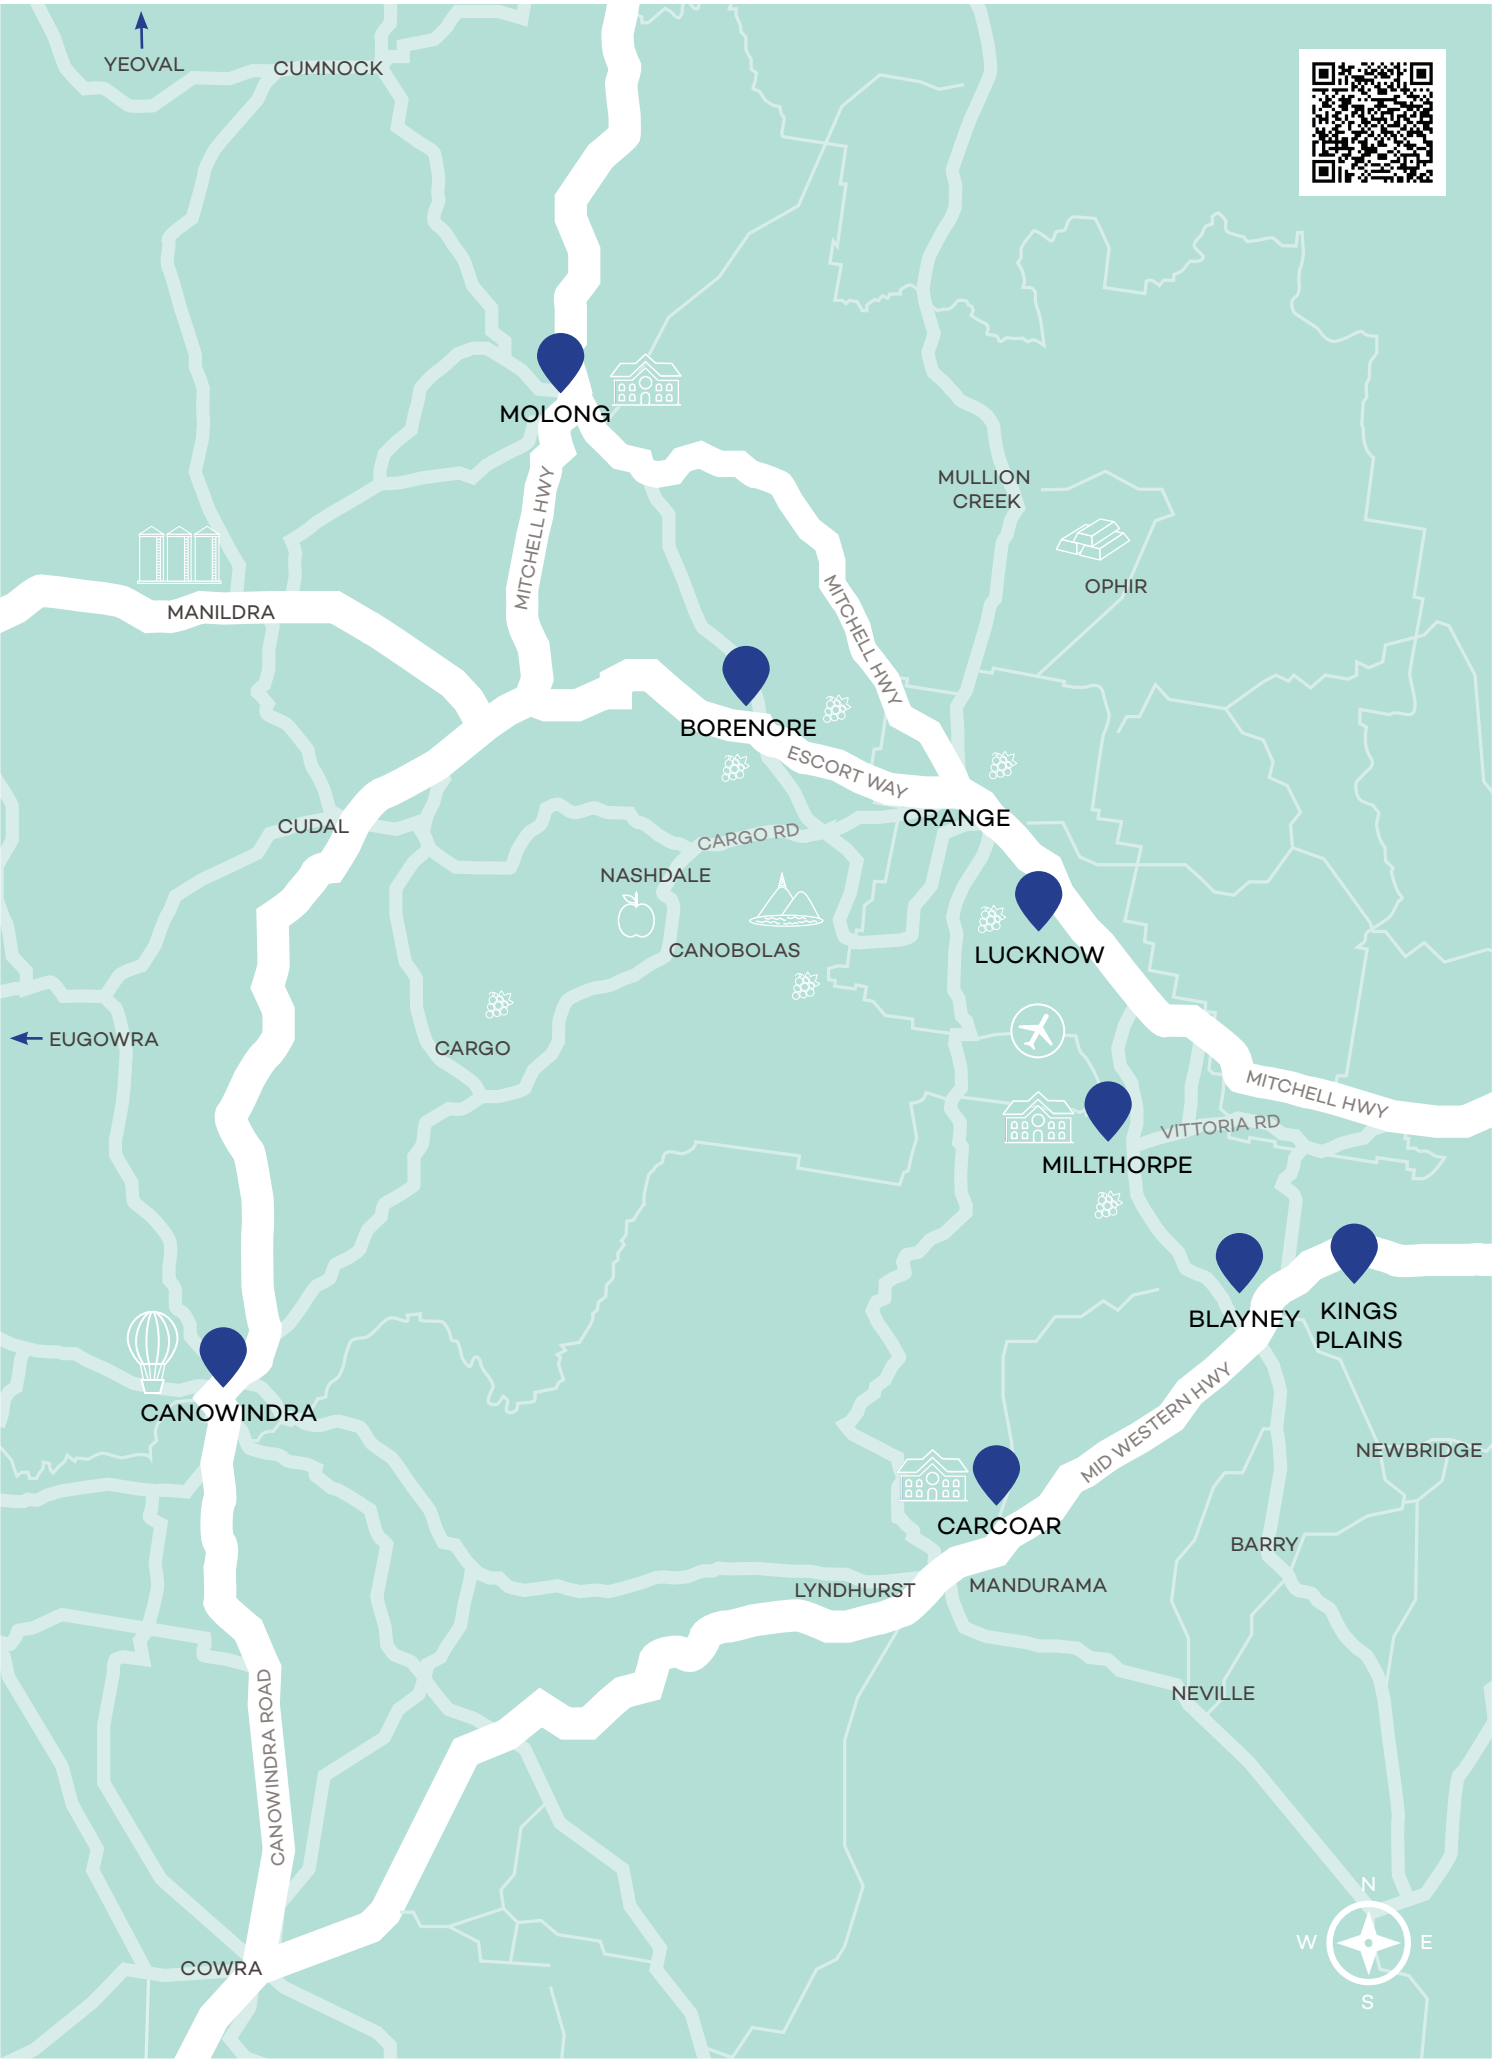 YEOVAL
CUMNOCK
MOLONG
MITCHELL HWY
MULLION
CREEK
OPHIR
MANILDRA
MITCHELL HWY
BORENORE
ESCORT WAY
ORANGE
CUDAL
CARGO RD
NASHDALE
CANOBOLAS
LUCKNOW
EUGOWRA
CARGO
MITCHELL HWY
VITTORIA RD
MILLTHORPE
BLAYNEY
KINGS
PLAINS
CANOWINDRA
MID WESTERN HWY
NEWBRIDGE
CARCOAR
BARRY
LYNDHURST
MANDURAMA
NEVILLE
CANOWINDRA ROAD
COWRA
N
W
E
S